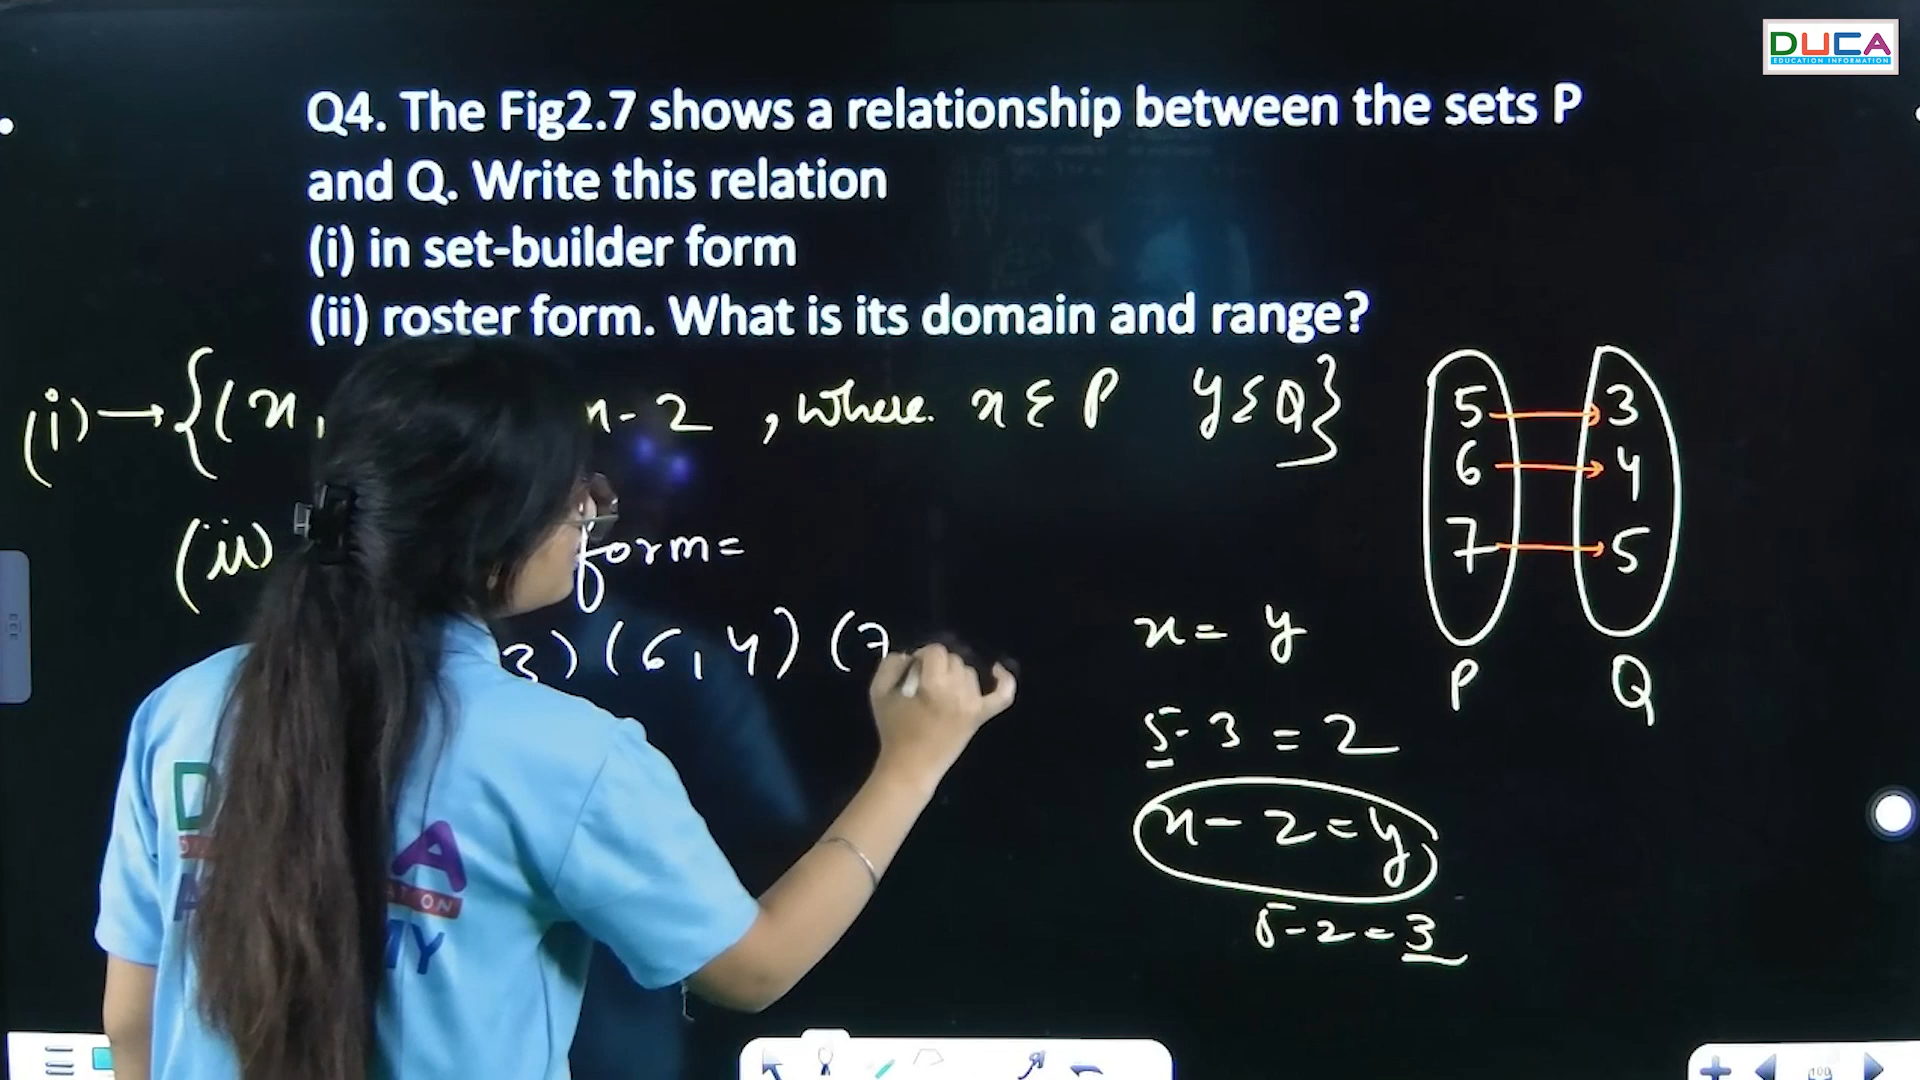 DUCA
EDUCATION INFORMATION
Q4. The Fig2.7 shows a relationship between the sets P
and Q. Write this relation
(i) in set-builder form
(ii) roster form. What is its domain and range?
(i) → {(x, x-2 , where x ∈ P y ∈ Q}
(ii) form=
3) (6, 4) (7
5 → 3
6 → 4
7 → 5
P Q
x = y
5-3 = 2
x-2=y
5-2=3
100